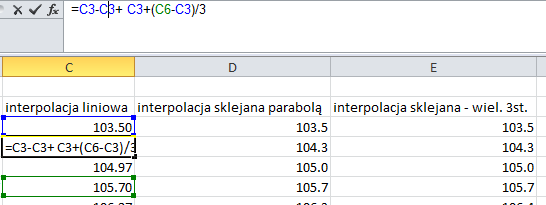 fx =C3-C3+ C3+(C6-C3)/3
C D E
interpolacja liniowa interpolacja sklejana parabolą interpolacja sklejana - wiel. 3st.
103.50 103.5 103.5
=C3-C3+ C3+(C6-C3)/3 104.3 104.3
104.97 105.0 105.0
105.70 105.7 105.7